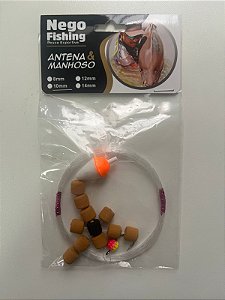 Nego
Fishing
ANTENA &
MANHOSO
8mm 12mm
10mm 14mm